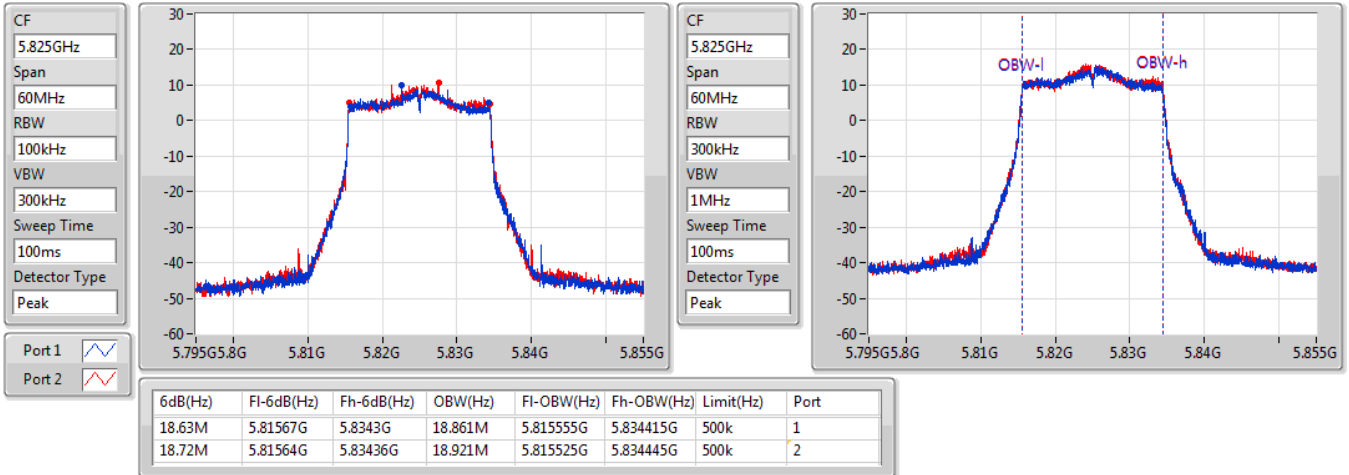 CF
5.825GHz
Span
60MHz
RBW
100kHz
VBW
300kHz
Sweep Time
100ms
Detector Type
Peak
30
20
10
0
-10
-20
-30
-40
-50
-60
5.795G 5.8G 5.81G 5.82G 5.83G 5.84G 5.855G
CF
5.825GHz
Span
60MHz
RBW
300kHz
VBW
1MHz
Sweep Time
100ms
Detector Type
Peak
30
20
10
0
-10
-20
-30
-40
-50
-60
OBW-l OBW-h
5.795G 5.8G 5.81G 5.82G 5.83G 5.84G 5.855G
Port 1
Port 2
6dB(Hz) Fl-6dB(Hz) Fh-6dB(Hz) OBW(Hz) Fl-OBW(Hz) Fh-OBW(Hz) Limit(Hz) Port
18.63M 5.81567G 5.8343G 18.861M 5.815555G 5.834415G 500k 1
18.72M 5.81564G 5.83436G 18.921M 5.815525G 5.834445G 500k 2